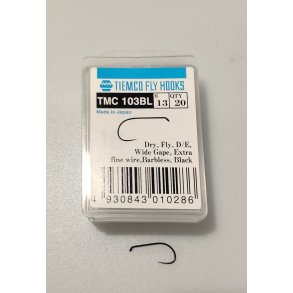 TIEMCO FLY HOOKS
TMC 103BL # 13 QTY 20
Made in Japan
Dry, Fly, D/E,
Wide Gape, Extra
fine wire, Barbless, Black
4 930843 010286